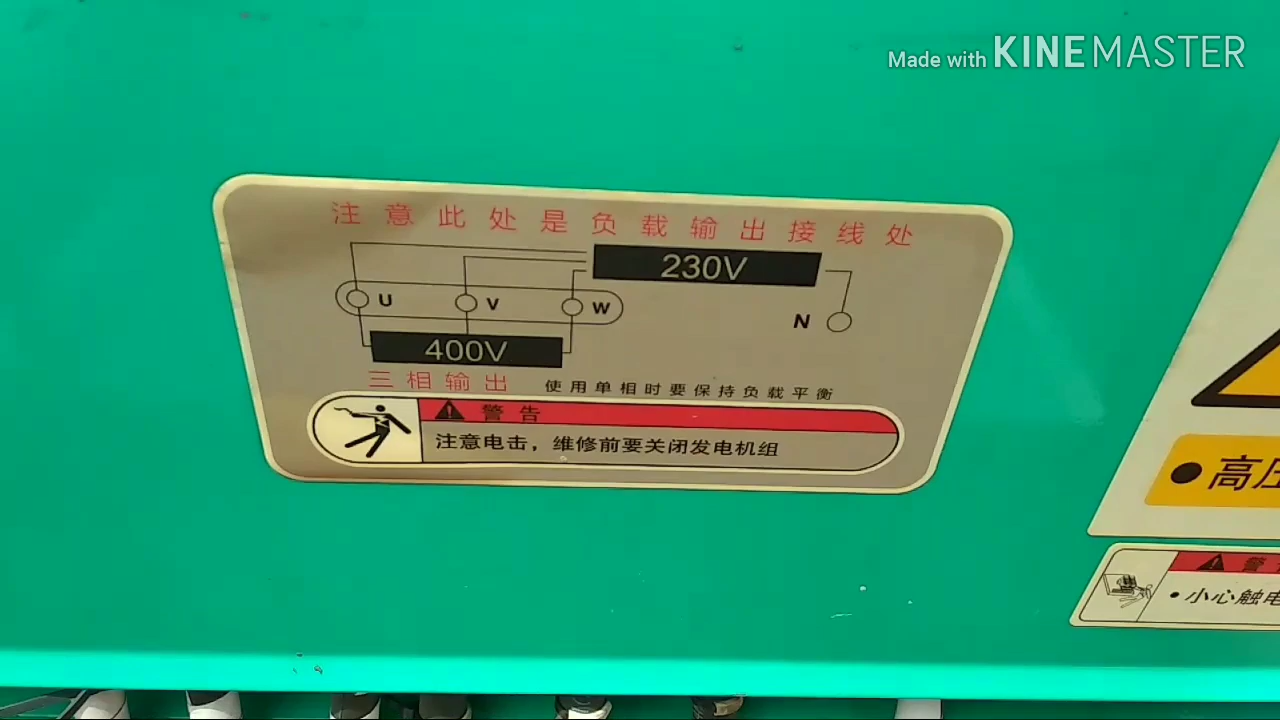 Made with KINEMASTER
注意此处是负载输出接线处
230V
U V W
N
400V
三相输出 使用单相时要保持负载平衡
警告
注意电击，维修前要关闭发电机组
高压
警
小心触电